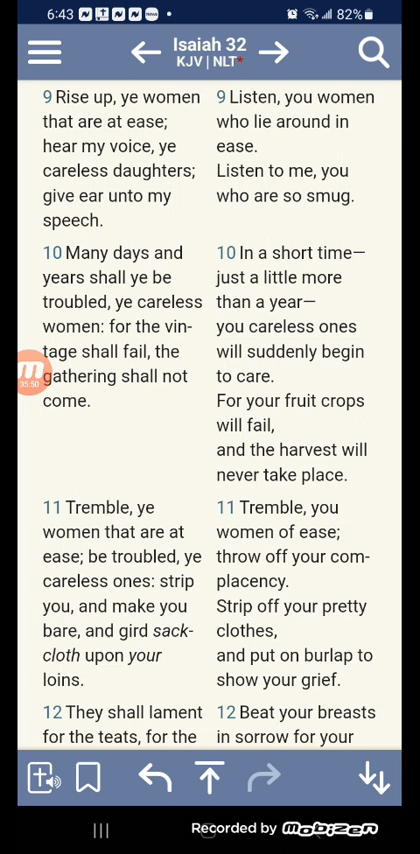 6:43 82%
Isaiah 32
KJV | NLT*
9 Rise up, ye women
that are at ease;
hear my voice, ye
careless daughters;
give ear unto my
speech.
9 Listen, you women
who lie around in
ease.
Listen to me, you
who are so smug.
10 Many days and
years shall ye be
troubled, ye careless
women: for the vin-
tage shall fail, the
gathering shall not
come.
10 In a short time—
just a little more
than a year—
you careless ones
will suddenly begin
to care.
For your fruit crops
will fail,
and the harvest will
never take place.
11 Tremble, ye
women that are at
ease; be troubled, ye
careless ones: strip
you, and make you
bare, and gird sack-
cloth upon your
loins.
11 Tremble, you
women of ease;
throw off your com-
placency.
Strip off your pretty
clothes,
and put on burlap to
show your grief.
12 They shall lament
for the teats, for the
12 Beat your breasts
in sorrow for your
35:50
Recorded by Mobizen